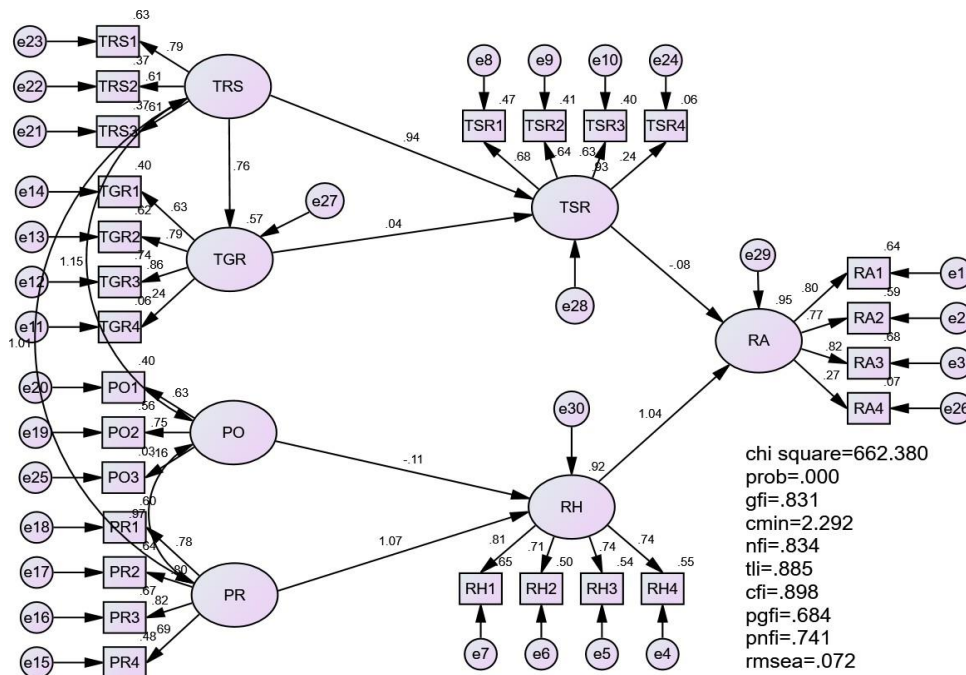 .63
e23 TRS1 .79
.37
e22 TRS2 .61 TRS
.37 .61
e21 TRS3
e8 e9 e10 e24
.47 .41 .40 .06
TSR1 TSR2 TSR3 TSR4
.68 .64 .63 .93 .24
.94
TSR
.76
.40
e14 TGR1 .63
e27
.62
e13 TGR2 .79 .57
.04
TGR
.74
e12 TGR3 .86
.06 .24
e11 TGR4
1.15
1.01
e28
-.08
e29
.95
RA
.64
.80 RA1 e1
.59
.77 RA2 e2
.68
.82 RA3 e3
.27 .07
RA4 e26
.40
e20 PO1 .63
.56
e19 PO2 .75 PO
.03 .16
e25 PO3
-.11
e30
1.04
.92
RH
.60
e18 PR1 .97 .78
.64
e17 PR2 .80
1.07
PR
.67
e16 PR3 .82
.48 .69
e15 PR4
.81 .71 .74 .74
.65 .50 .54 .55
RH1 RH2 RH3 RH4
e7 e6 e5 e4
chi square=662.380
prob=.000
gfi=.831
cmin=2.292
nfi=.834
tli=.885
cfi=.898
pgfi=.684
pnfi=.741
rmsea=.072